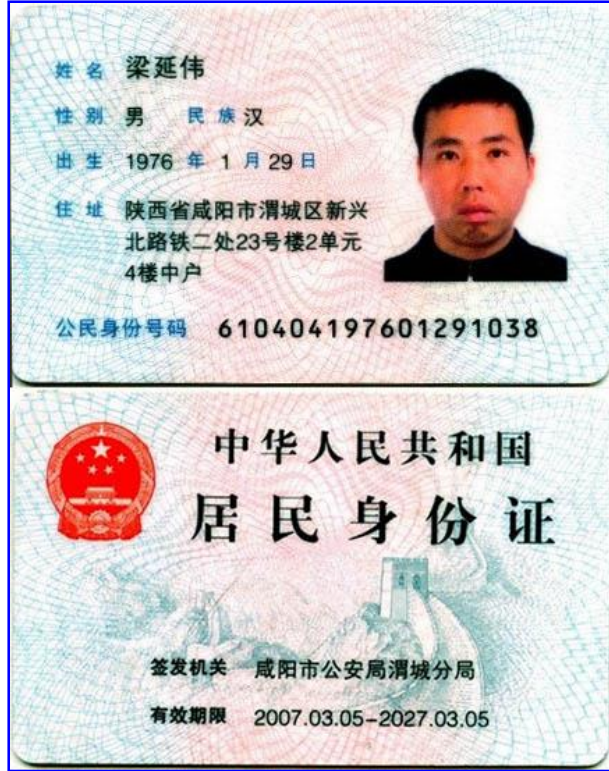 姓名 梁延伟
性别 男 民族 汉
出生 1976 年 1 月 29 日
住址 陕西省咸阳市渭城区新兴
北路铁二处23号楼2单元
4楼中户
公民身份号码 610404197601291038
中华人民共和国
居民身份证
签发机关 咸阳市公安局渭城分局
有效期限 2007.03.05-2027.03.05